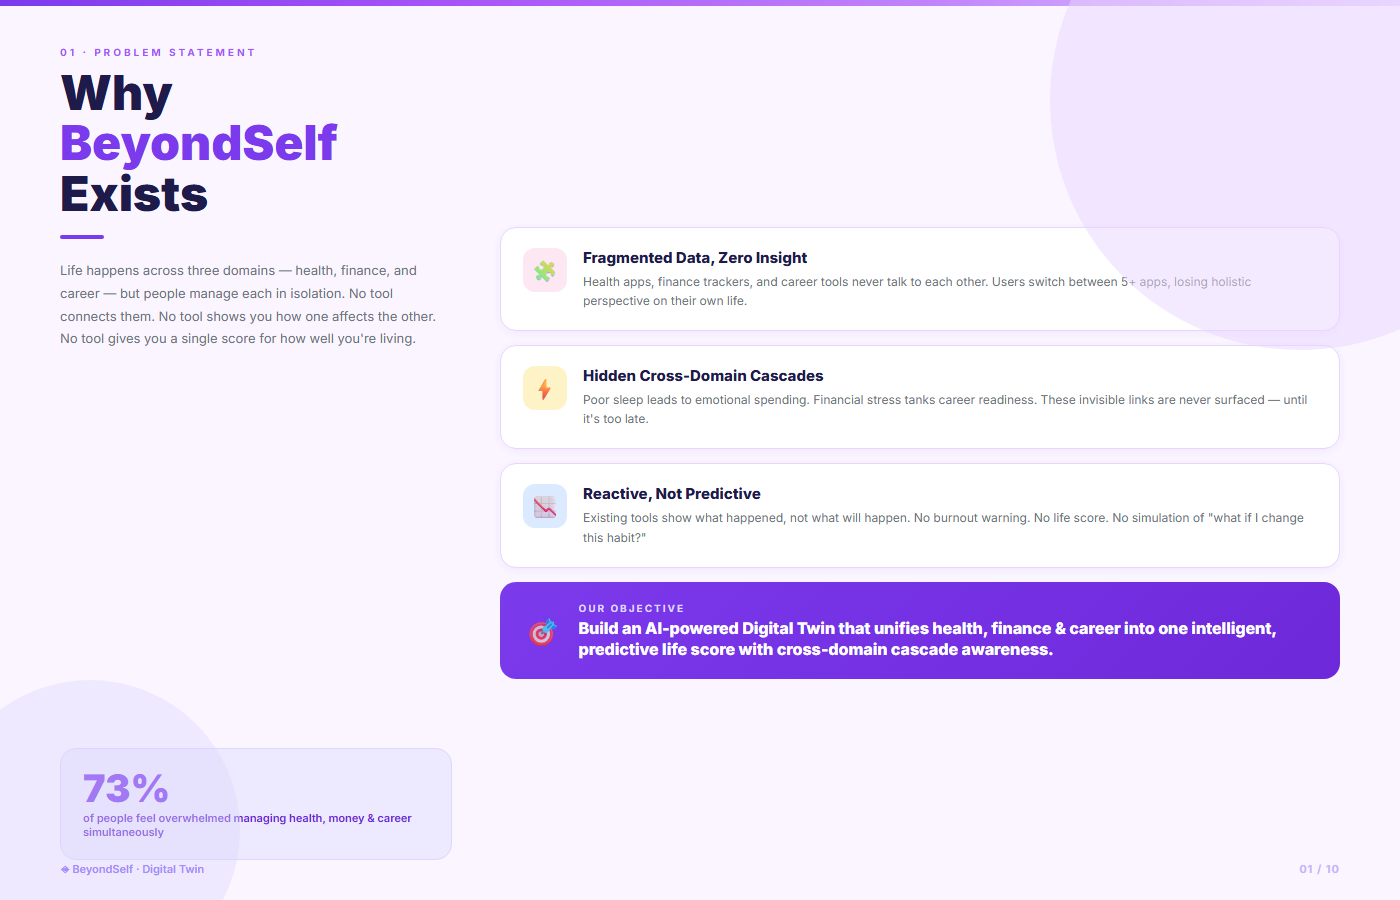 01 · PROBLEM STATEMENT
Why
BeyondSelf
Exists
Life happens across three domains — health, finance, and
career — but people manage each in isolation. No tool
connects them. No tool shows you how one affects the other.
No tool gives you a single score for how well you're living.
Fragmented Data, Zero Insight
Health apps, finance trackers, and career tools never talk to each other. Users switch between 5+ apps, losing holistic
perspective on their own life.
Hidden Cross-Domain Cascades
Poor sleep leads to emotional spending. Financial stress tanks career readiness. These invisible links are never surfaced — until
it's too late.
Reactive, Not Predictive
Existing tools show what happened, not what will happen. No burnout warning. No life score. No simulation of "what if I change
this habit?"
OUR OBJECTIVE
Build an AI-powered Digital Twin that unifies health, finance & career into one intelligent,
predictive life score with cross-domain cascade awareness.
73%
of people feel overwhelmed managing health, money & career
simultaneously
BeyondSelf · Digital Twin
01 / 10